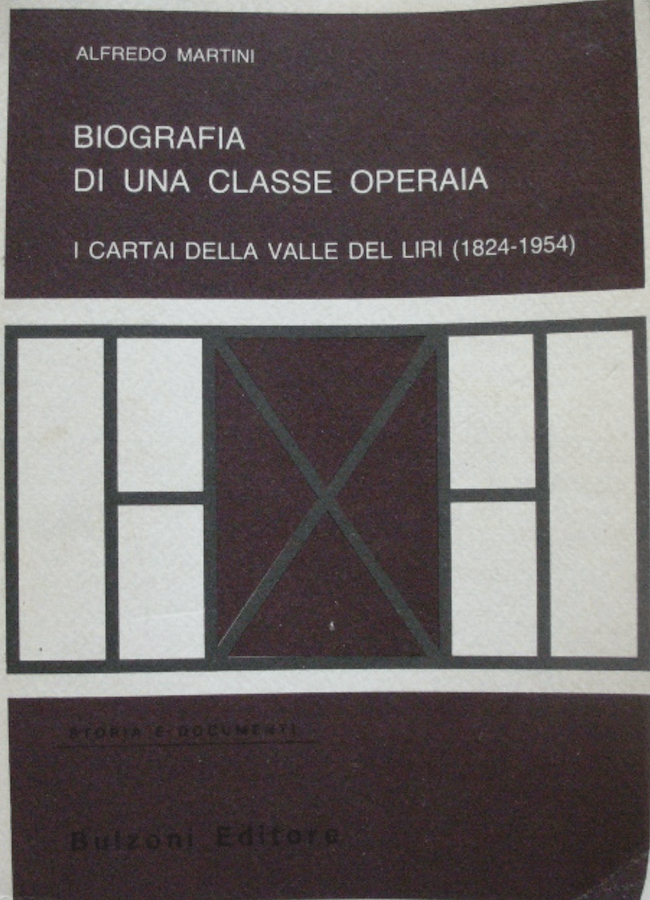 ALFREDO MARTINI
BIOGRAFIA
DI UNA CLASSE OPERAIA
I CARTAI DELLA VALLE DEL LIRI (1824-1954)
STORIA E DOCUMENTI
Bulzoni Editore